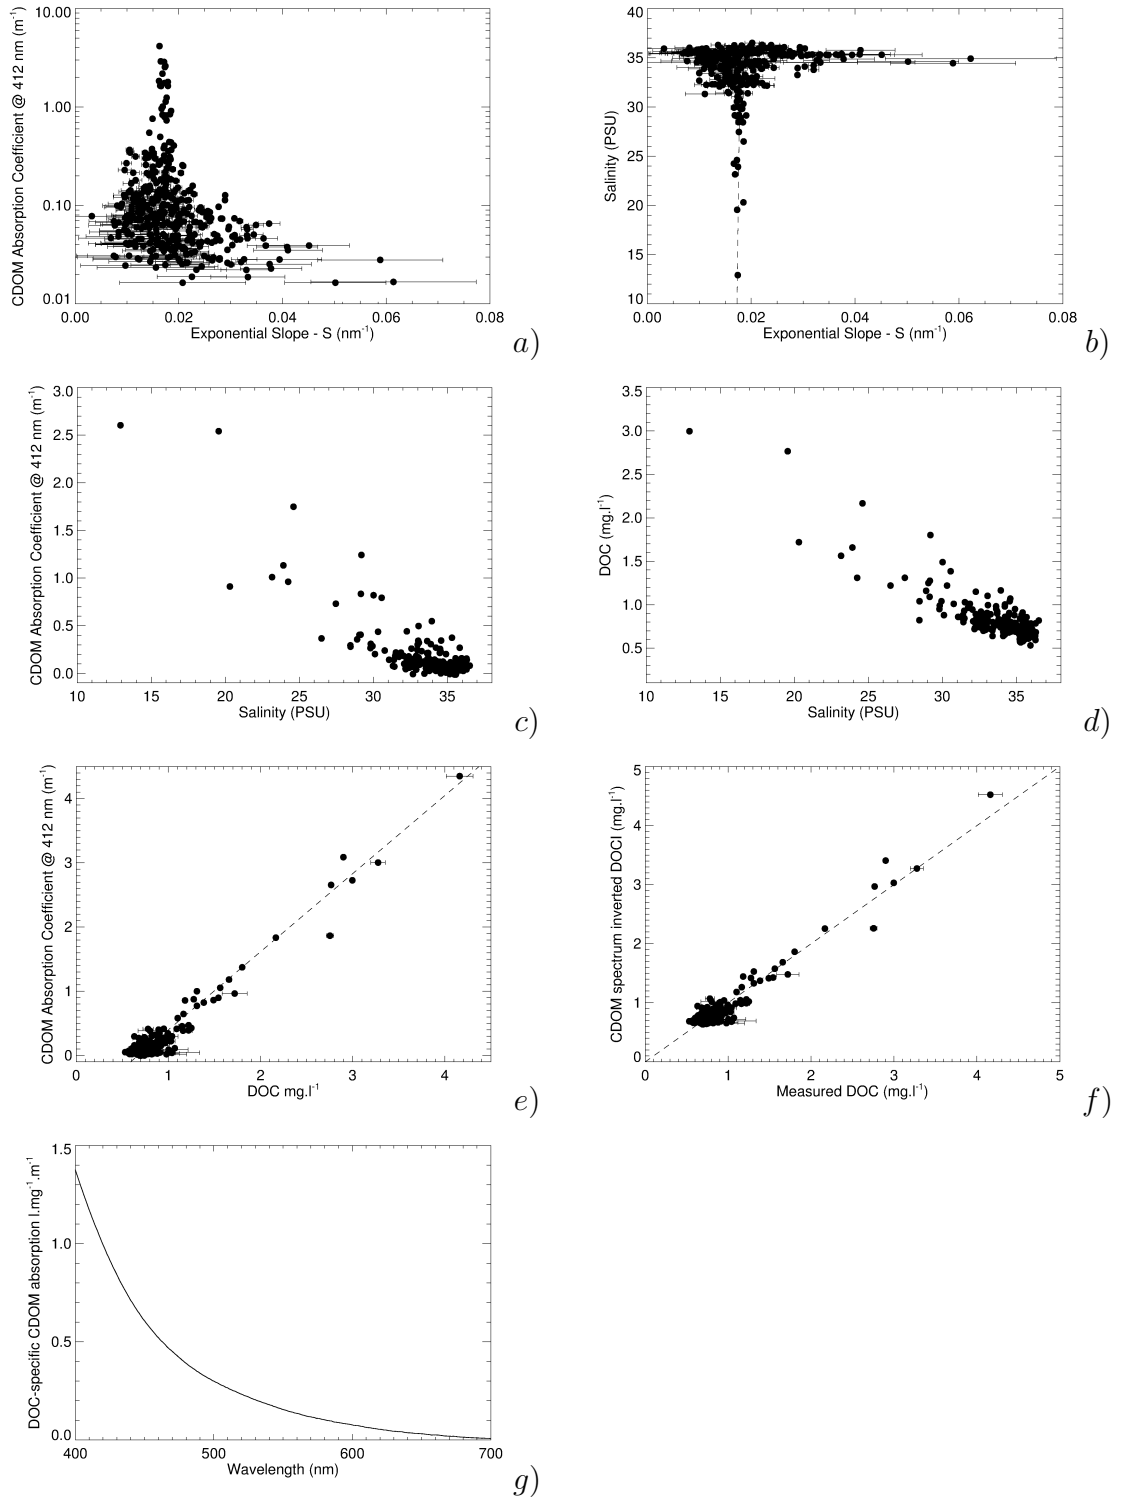 CDOM Absorption Coefficient @ 412 nm (m⁻¹)
10.00
1.00
0.10
0.01
0.00 0.02 0.04 0.06 0.08
Exponential Slope - S (nm⁻¹)
a)
Salinity (PSU)
40
35
30
25
20
15
10
0.00 0.02 0.04 0.06 0.08
Exponential Slope - S (nm⁻¹)
b)
CDOM Absorption Coefficient @ 412 nm (m⁻¹)
3.0
2.5
2.0
1.5
1.0
0.5
0.0
10 15 20 25 30 35
Salinity (PSU)
c)
DOC (mg.l⁻¹)
3.5
3.0
2.5
2.0
1.5
1.0
0.5
10 15 20 25 30 35
Salinity (PSU)
d)
CDOM Absorption Coefficient @ 412 nm (m⁻¹)
4
3
2
1
0
0 1 2 3 4
DOC mg.l⁻¹
e)
CDOM spectrum inverted DOCI (mg.l⁻¹)
5
4
3
2
1
0
0 1 2 3 4 5
Measured DOC (mg.l⁻¹)
f)
DOC-specific CDOM absorption l.mg⁻¹.m⁻¹
1.5
1.0
0.5
0.0
400 500 600 700
Wavelength (nm)
g)